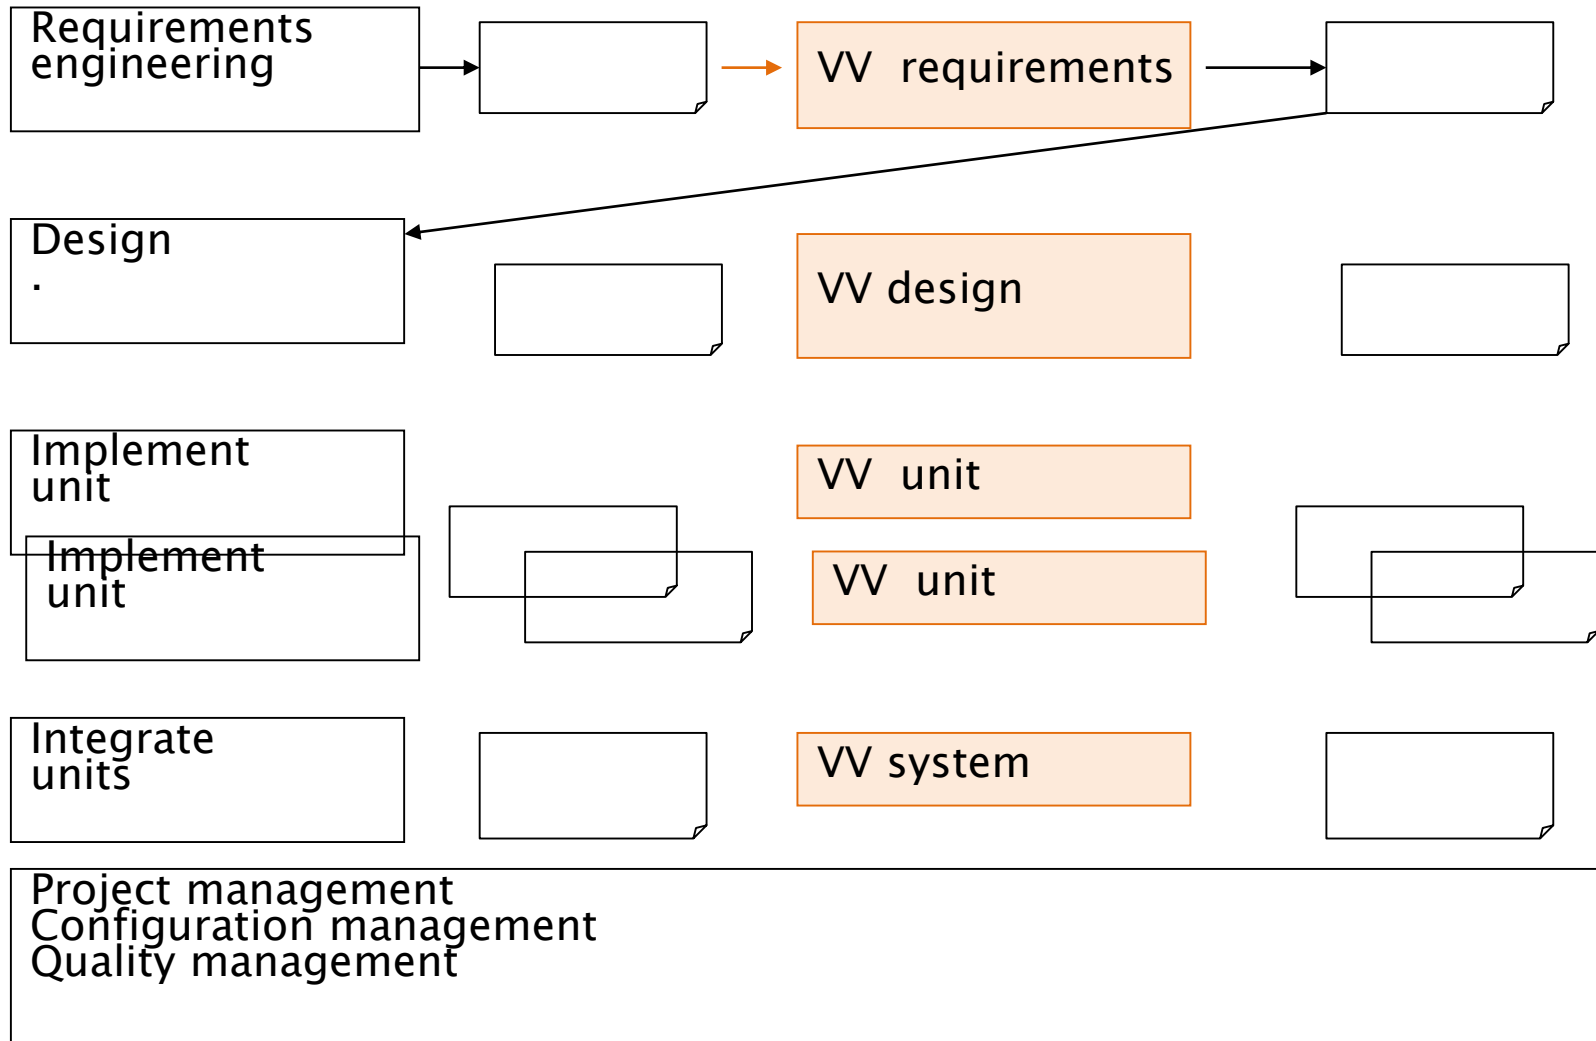 Requirements
engineering
VV requirements
Design
.
VV design
Implement
unit
VV unit
Implement
unit
VV unit
Integrate
units
VV system
Project management
Configuration management
Quality management